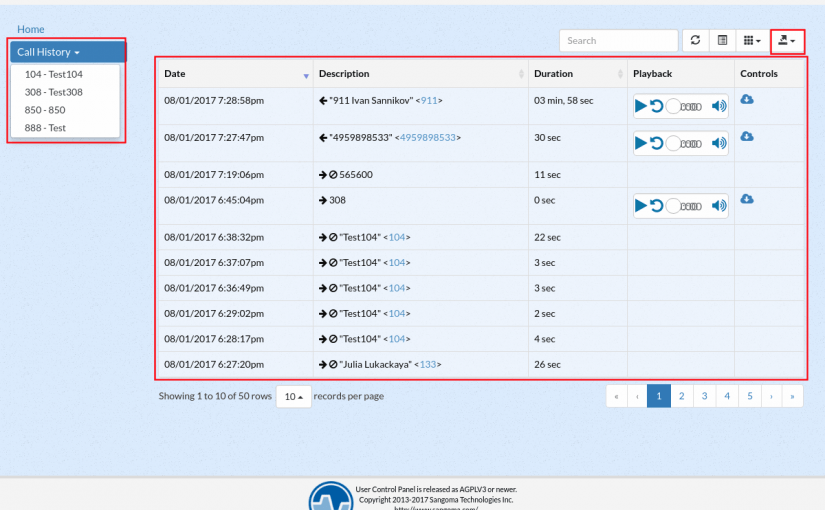 Home
Call History
104 - Test104
308 - Test308
850 - 850
888 - Test
Search
Date Description Duration Playback Controls
08/01/2017 7:28:58pm "911 Ivan Sannikov" <911> 03 min, 58 sec
08/01/2017 7:27:47pm "4959898533" <4959898533> 30 sec
08/01/2017 7:19:06pm 565600 11 sec
08/01/2017 6:45:04pm 308 0 sec
08/01/2017 6:38:32pm "Test104" <104> 22 sec
08/01/2017 6:37:07pm "Test104" <104> 3 sec
08/01/2017 6:36:49pm "Test104" <104> 3 sec
08/01/2017 6:29:02pm "Test104" <104> 2 sec
08/01/2017 6:28:17pm "Test104" <104> 4 sec
08/01/2017 6:27:20pm "Julia Lukackaya" <133> 26 sec
Showing 1 to 10 of 50 rows 10 records per page « ‹ 1 2 3 4 5 › »
User Control Panel is released as AGPLV3 or newer.
Copyright 2013-2017 Sangoma Technologies Inc.
http://www.sangoma.com/